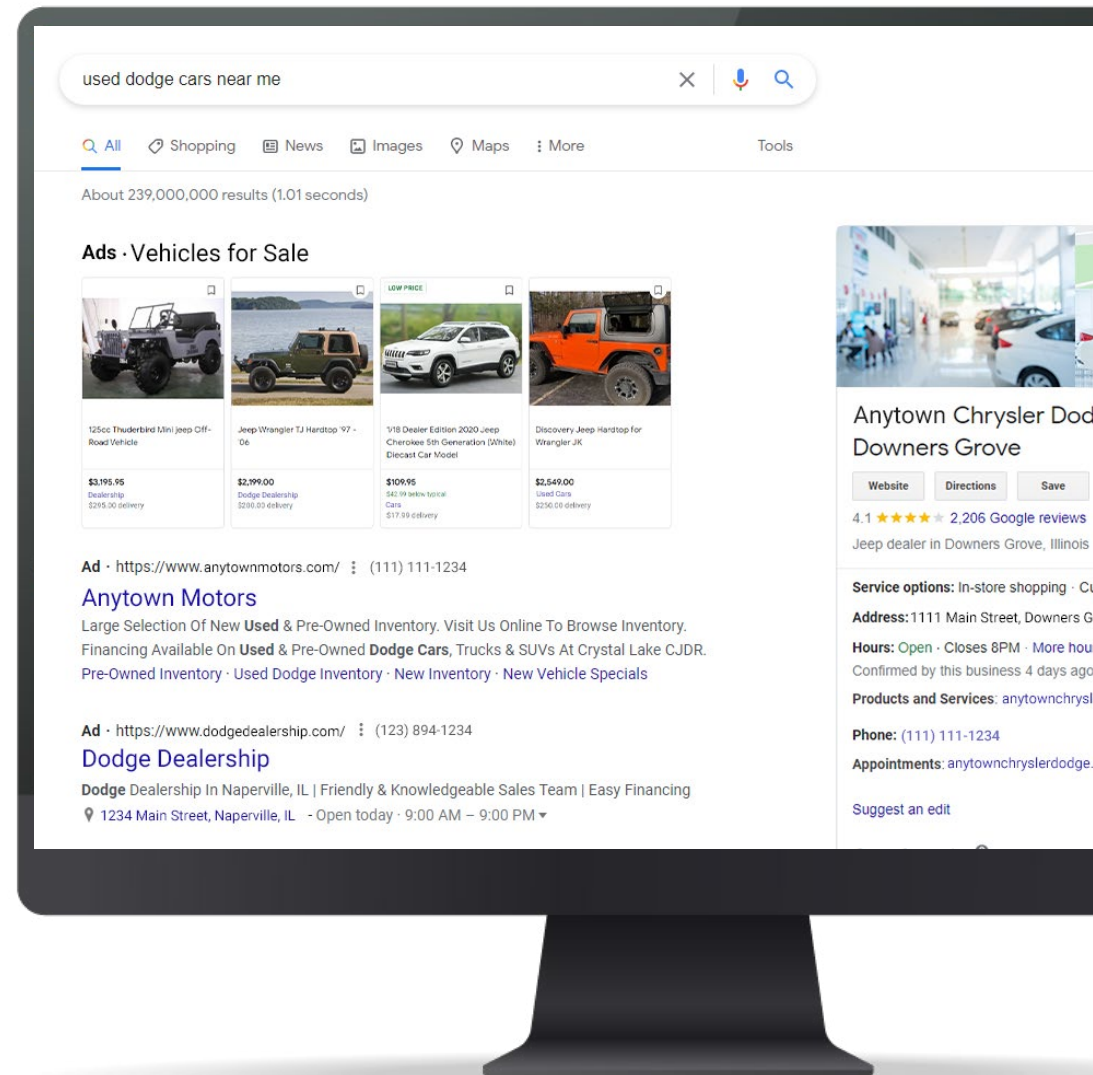 used dodge cars near me
All Shopping News Images Maps More Tools
About 239,000,000 results (1.01 seconds)
Ads · Vehicles for Sale
125cc Thuderbird Mini jeep Off-
Road Vehicle
$3,195.95
Dealership
$295.00 delivery
Jeep Wrangler TJ Hardtop '97 -
'06
$2,199.00
Dodge Dealership
$200.00 delivery
LOW PRICE
1/18 Dealer Edition 2020 Jeep
Cherokee 5th Generation (White)
Diecast Car Model
$109.95
$42.99 below typical
Cars
$17.99 delivery
Discovery Jeep Hardtop for
Wrangler JK
$2,549.00
Used Cars
$250.00 delivery
Ad · https://www.anytownmotors.com/ (111) 111-1234
Anytown Motors
Large Selection Of New Used & Pre-Owned Inventory. Visit Us Online To Browse Inventory.
Financing Available On Used & Pre-Owned Dodge Cars, Trucks & SUVs At Crystal Lake CJDR.
Pre-Owned Inventory · Used Dodge Inventory · New Inventory · New Vehicle Specials
Ad · https://www.dodgedealership.com/ (123) 894-1234
Dodge Dealership
Dodge Dealership In Naperville, IL | Friendly & Knowledgeable Sales Team | Easy Financing
1234 Main Street, Naperville, IL - Open today · 9:00 AM – 9:00 PM
Anytown Chrysler Dod
Downers Grove
Website Directions Save
4.1 2,206 Google reviews
Jeep dealer in Downers Grove, Illinois
Service options: In-store shopping · Cu
Address: 1111 Main Street, Downers G
Hours: Open · Closes 8PM · More hou
Confirmed by this business 4 days ago
Products and Services: anytownchrysl
Phone: (111) 111-1234
Appointments: anytownchryslerdodge.
Suggest an edit